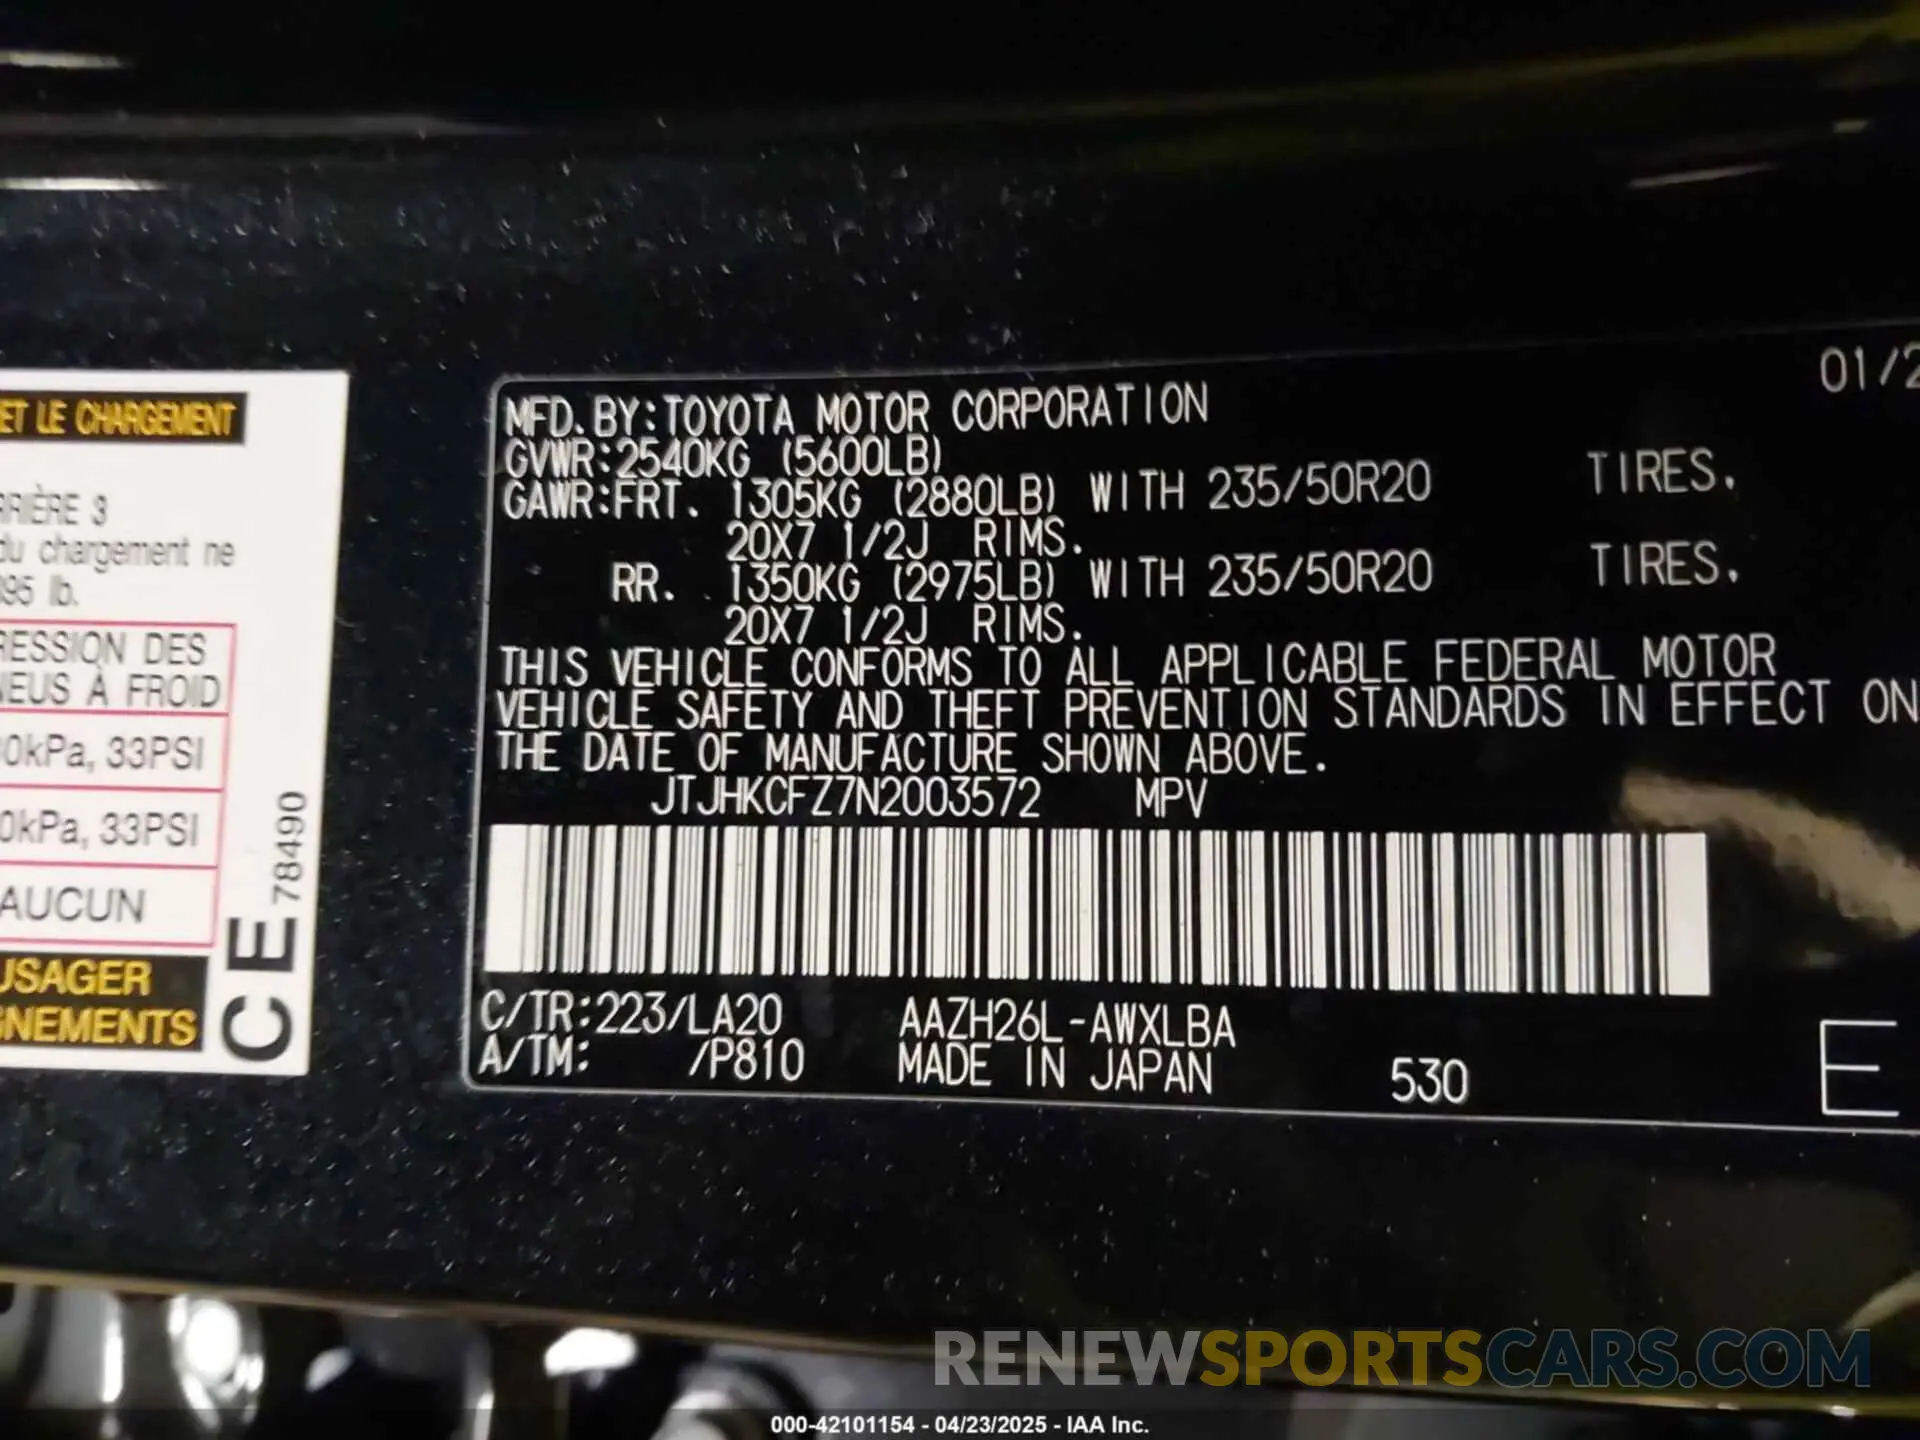 ET LE CHARGEMENT
RRIÈRE 3
du chargement ne
895 lb.
RESSION DES
NEUS À FROID
0kPa, 33PSI
0kPa, 33PSI
AUCUN
USAGER
GNEMENTS
CE 78490
01/2
MFD. BY: TOYOTA MOTOR CORPORATION
GVWR: 2540KG (5600LB)
GAWR: FRT. 1305KG (2880LB) WITH 235/50R20 TIRES.
20X7 1/2J RIMS.
RR. 1350KG (2975LB) WITH 235/50R20 TIRES.
20X7 1/2J RIMS.
THIS VEHICLE CONFORMS TO ALL APPLICABLE FEDERAL MOTOR
VEHICLE SAFETY AND THEFT PREVENTION STANDARDS IN EFFECT ON
THE DATE OF MANUFACTURE SHOWN ABOVE.
JTJHKCFZ7N2003572 MPV
C/TR: 223/LA20 AAZH26L-AWXLBA
A/TM: /P810 MADE IN JAPAN 530 E
RENEWSPORTSCARS.COM
000-42101154 - 04/23/2025 - IAA Inc.